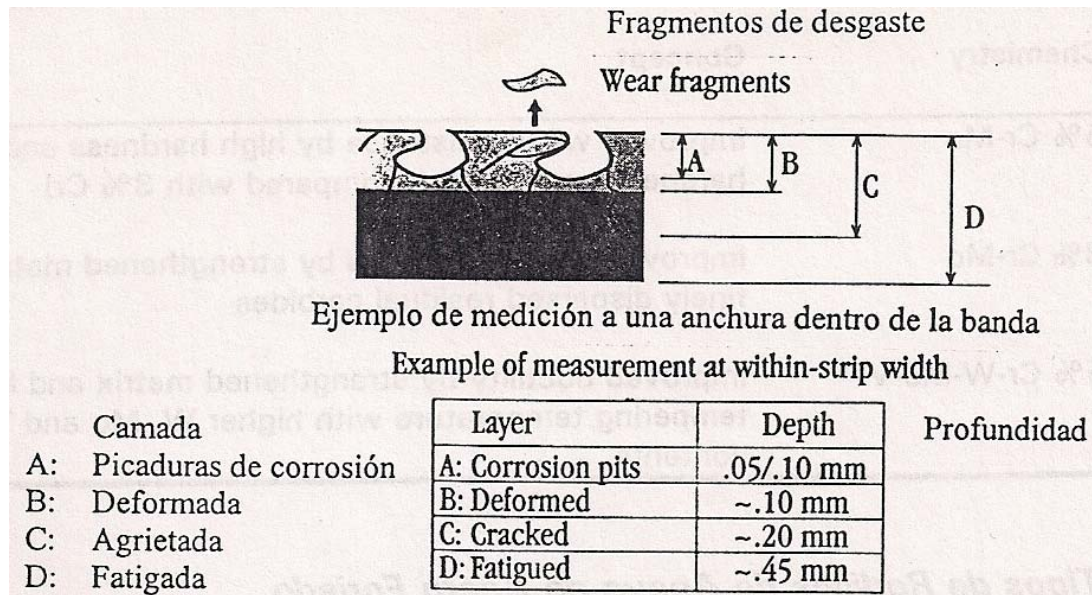 Fragmentos de desgaste
Wear fragments
A
B
C
D
Ejemplo de medición a una anchura dentro de la banda
Example of measurement at within-strip width
Camada
Layer Depth
Profundidad
A: Picaduras de corrosión
A: Corrosion pits .05/.10 mm
B: Deformada
B: Deformed ~.10 mm
C: Agrietada
C: Cracked ~.20 mm
D: Fatigada
D: Fatigued ~.45 mm